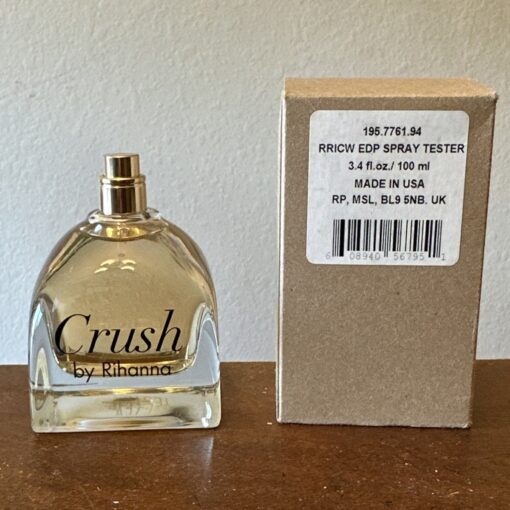 Crush
by Rihanna
195.7761.94
RRICW EDP SPRAY TESTER
3.4 fl.oz./ 100 ml
MADE IN USA
RP, MSL, BL9 5NB. UK
6 08940 56795 1